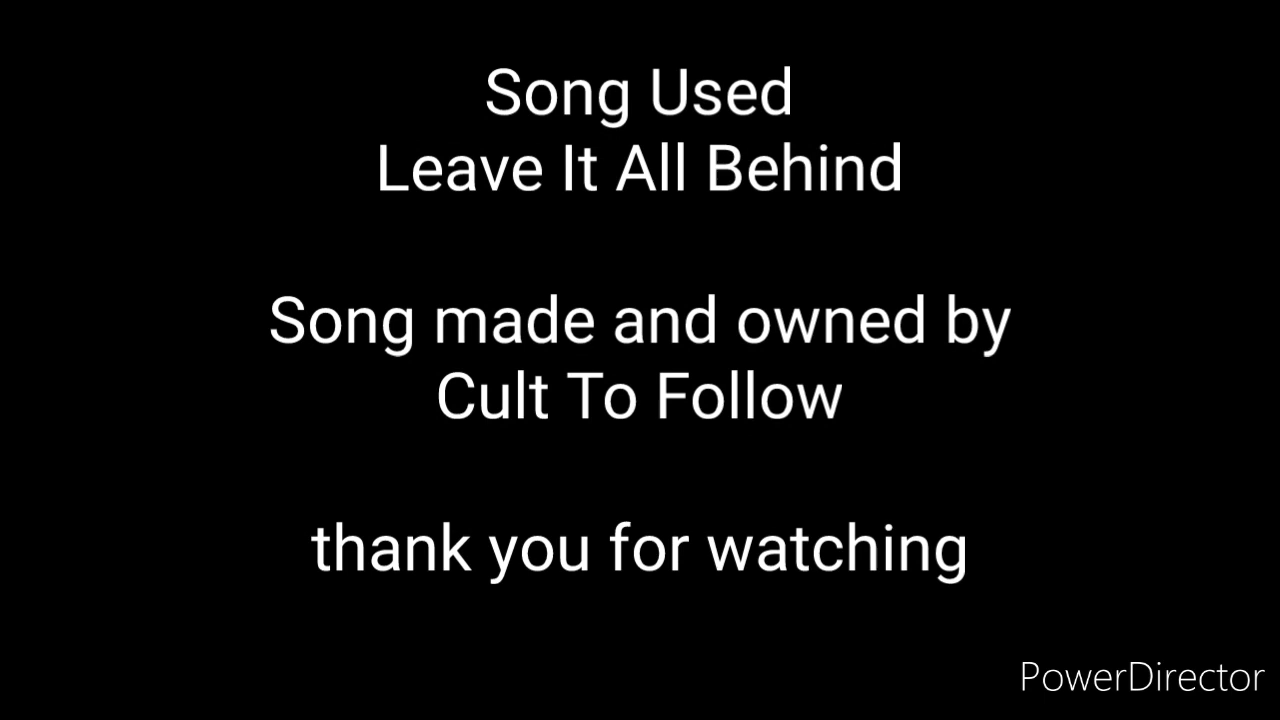 Song Used
Leave It All Behind
Song made and owned by
Cult To Follow
thank you for watching
PowerDirector